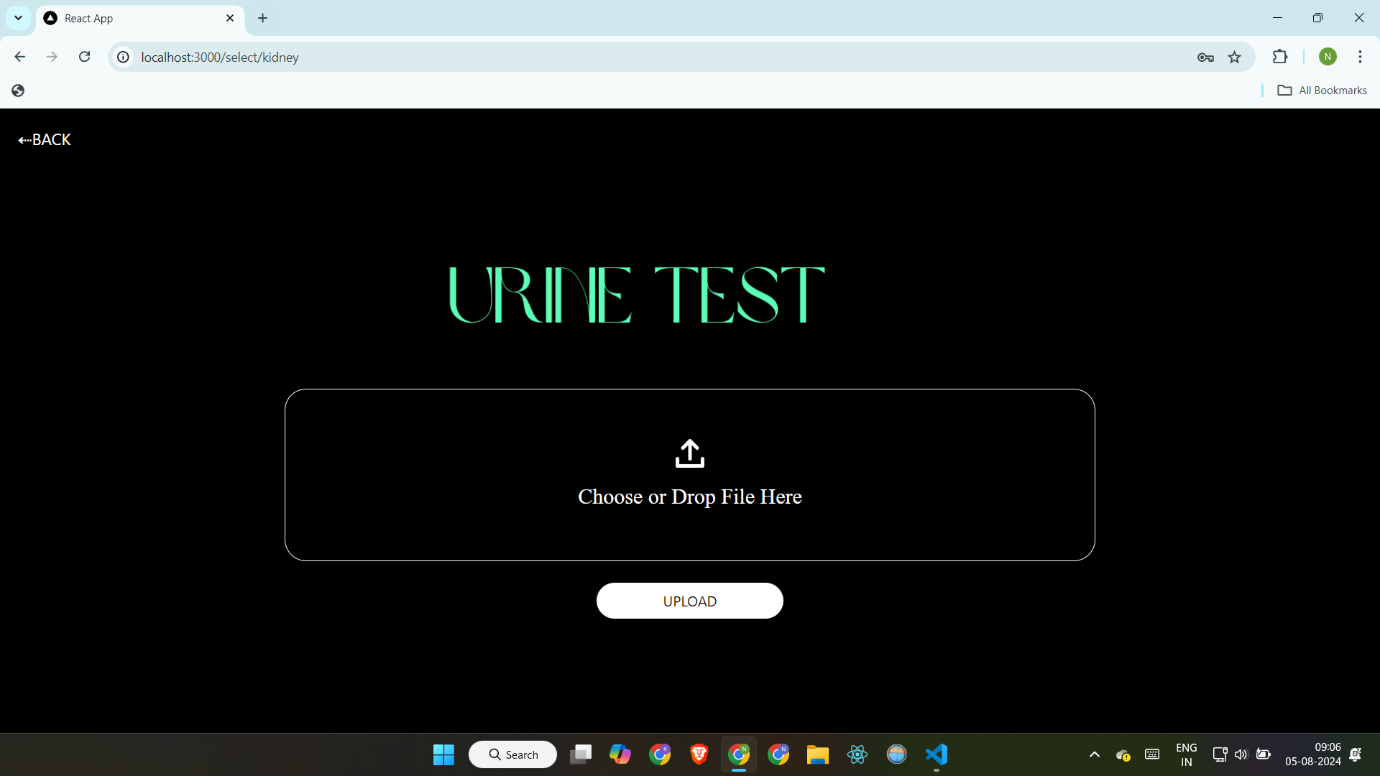 React App
localhost:3000/select/kidney
N
All Bookmarks
⇠BACK
URINE TEST
Choose or Drop File Here
UPLOAD
Search
ENG
IN
09:06
05-08-2024